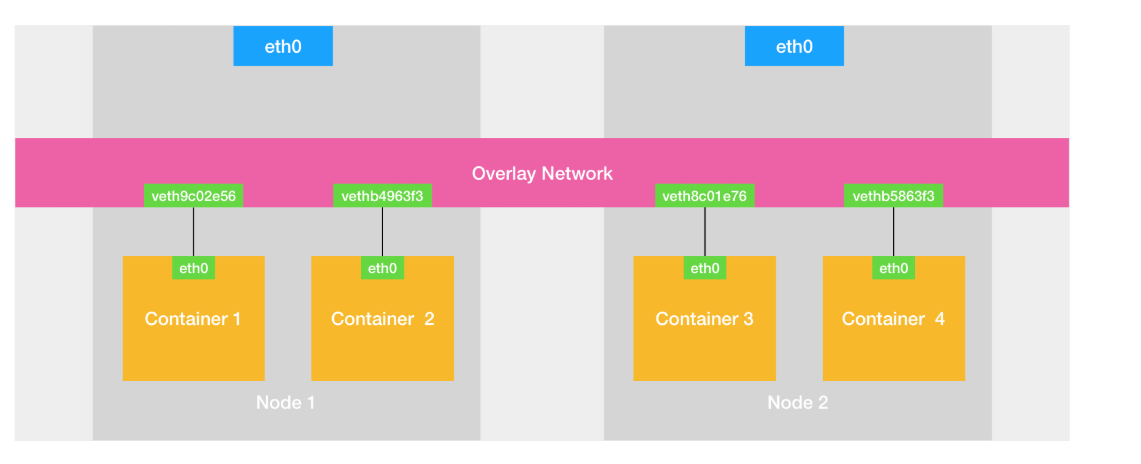 eth0
eth0
Overlay Network
veth9c02e56
vethb4963f3
veth8c01e76
vethb5863f3
eth0
eth0
eth0
eth0
Container 1
Container 2
Container 3
Container 4
Node 1
Node 2